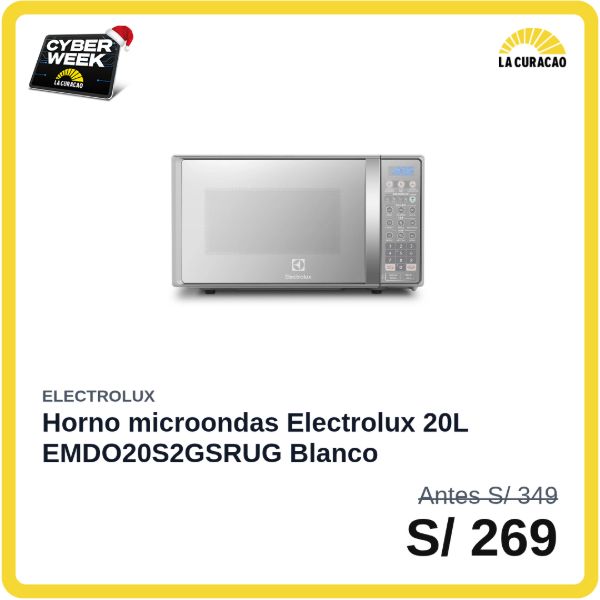 CYBER
WEEK
LA CURACAO
LA CURACAO
Electrolux
ELECTROLUX
Horno microondas Electrolux 20L
EMDO20S2GSRUG Blanco
Antes S/ 349
S/ 269